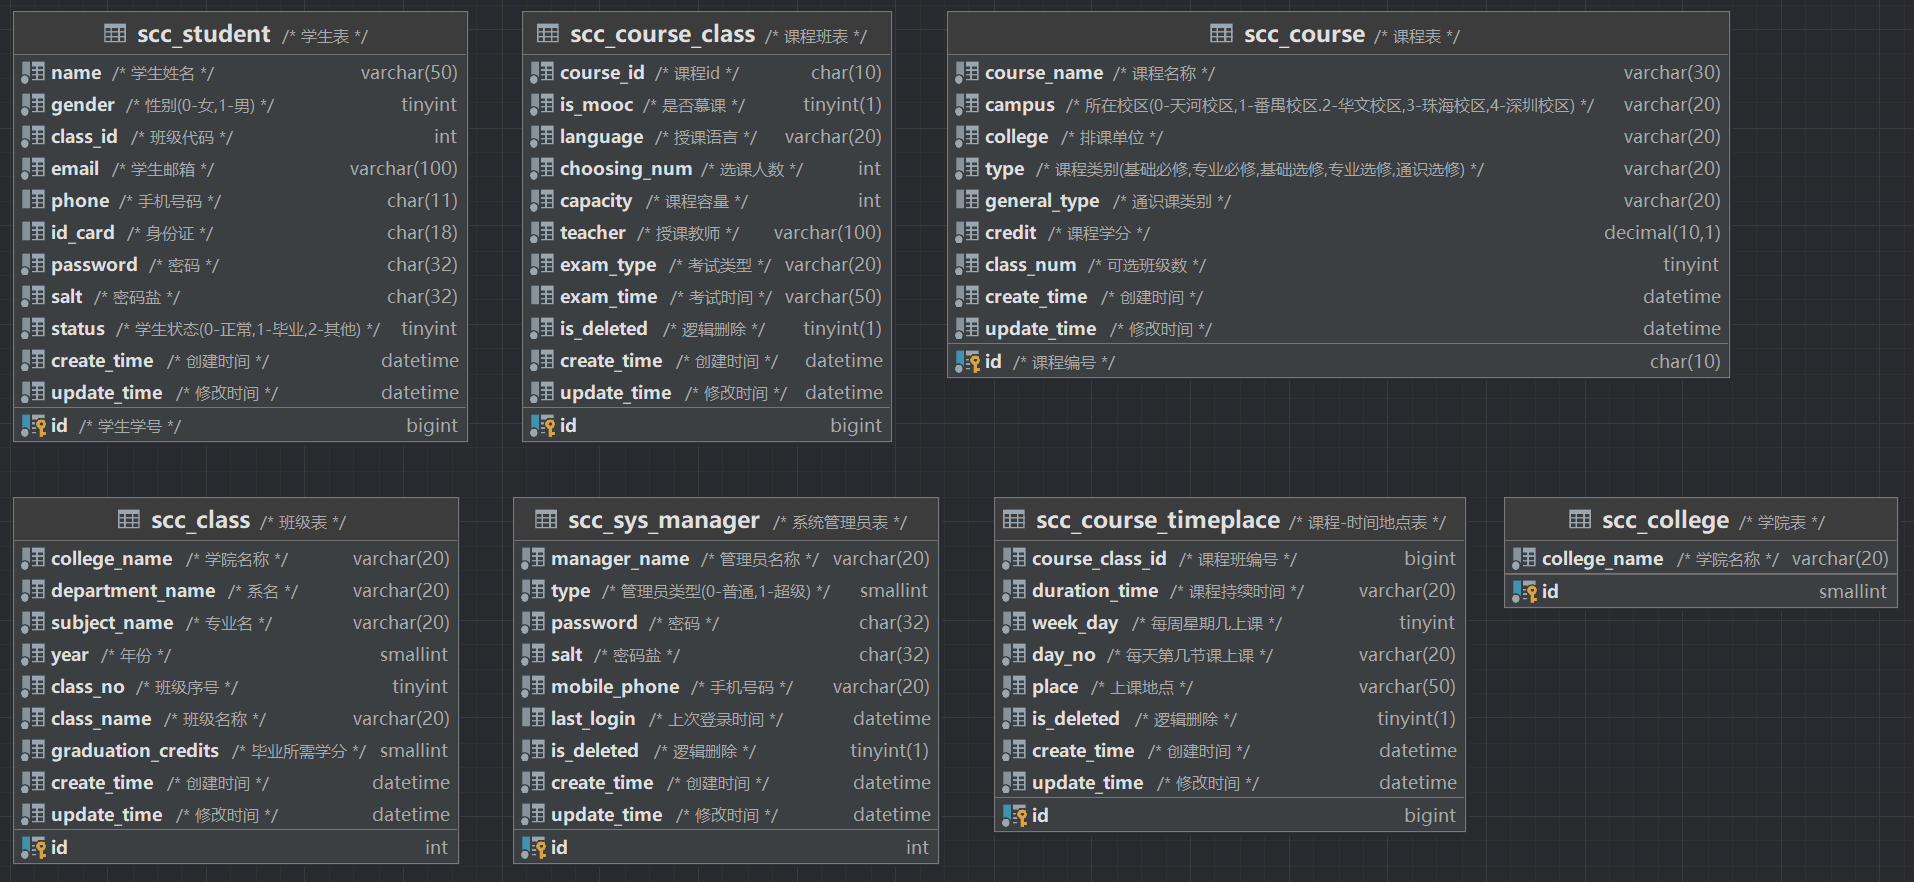 scc_student /* 学生表 */
name /* 学生姓名 */ varchar(50)
gender /* 性别(0-女,1-男) */ tinyint
class_id /* 班级代码 */ int
email /* 学生邮箱 */ varchar(100)
phone /* 手机号码 */ char(11)
id_card /* 身份证 */ char(18)
password /* 密码 */ char(32)
salt /* 密码盐 */ char(32)
status /* 学生状态(0-正常,1-毕业,2-其他) */ tinyint
create_time /* 创建时间 */ datetime
update_time /* 修改时间 */ datetime
id /* 学生学号 */ bigint
scc_course_class /* 课程班表 */
course_id /* 课程id */ char(10)
is_mooc /* 是否慕课 */ tinyint(1)
language /* 授课语言 */ varchar(20)
choosing_num /* 选课人数 */ int
capacity /* 课程容量 */ int
teacher /* 授课教师 */ varchar(100)
exam_type /* 考试类型 */ varchar(20)
exam_time /* 考试时间 */ varchar(50)
is_deleted /* 逻辑删除 */ tinyint(1)
create_time /* 创建时间 */ datetime
update_time /* 修改时间 */ datetime
id bigint
scc_course /* 课程表 */
course_name /* 课程名称 */ varchar(30)
campus /* 所在校区(0-天河校区,1-番禺校区.2-华文校区,3-珠海校区,4-深圳校区) */ varchar(20)
college /* 排课单位 */ varchar(20)
type /* 课程类别(基础必修,专业必修,基础选修,专业选修,通识选修) */ varchar(20)
general_type /* 通识课类别 */ varchar(20)
credit /* 课程学分 */ decimal(10,1)
class_num /* 可选班级数 */ tinyint
create_time /* 创建时间 */ datetime
update_time /* 修改时间 */ datetime
id /* 课程编号 */ char(10)
scc_class /* 班级表 */
college_name /* 学院名称 */ varchar(20)
department_name /* 系名 */ varchar(20)
subject_name /* 专业名 */ varchar(20)
year /* 年份 */ smallint
class_no /* 班级序号 */ tinyint
class_name /* 班级名称 */ varchar(20)
graduation_credits /* 毕业所需学分 */ smallint
create_time /* 创建时间 */ datetime
update_time /* 修改时间 */ datetime
id int
scc_sys_manager /* 系统管理员表 */
manager_name /* 管理员名称 */ varchar(20)
type /* 管理员类型(0-普通,1-超级) */ smallint
password /* 密码 */ char(32)
salt /* 密码盐 */ char(32)
mobile_phone /* 手机号码 */ varchar(20)
last_login /* 上次登录时间 */ datetime
is_deleted /* 逻辑删除 */ tinyint(1)
create_time /* 创建时间 */ datetime
update_time /* 修改时间 */ datetime
id int
scc_course_timeplace /* 课程-时间地点表 */
course_class_id /* 课程班编号 */ bigint
duration_time /* 课程持续时间 */ varchar(20)
week_day /* 每周星期几上课 */ tinyint
day_no /* 每天第几节课上课 */ varchar(20)
place /* 上课地点 */ varchar(50)
is_deleted /* 逻辑删除 */ tinyint(1)
create_time /* 创建时间 */ datetime
update_time /* 修改时间 */ datetime
id bigint
scc_college /* 学院表 */
college_name /* 学院名称 */ varchar(20)
id smallint